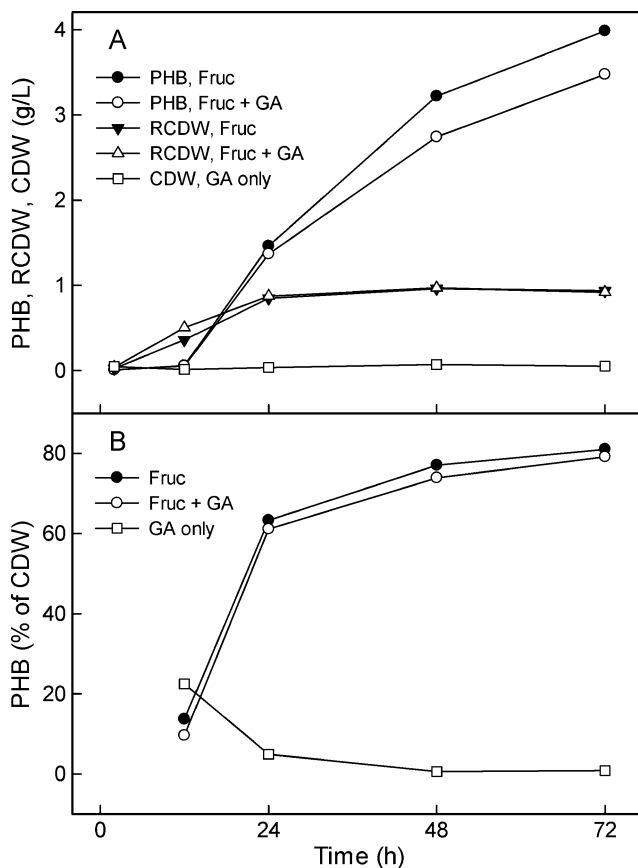 A
PHB, Fruc
PHB, Fruc + GA
RCDW, Fruc
RCDW, Fruc + GA
CDW, GA only
PHB, RCDW, CDW (g/L)
4
3
2
1
0
B
Fruc
Fruc + GA
GA only
PHB (% of CDW)
80
60
40
20
0
0 24 48 72
Time (h)